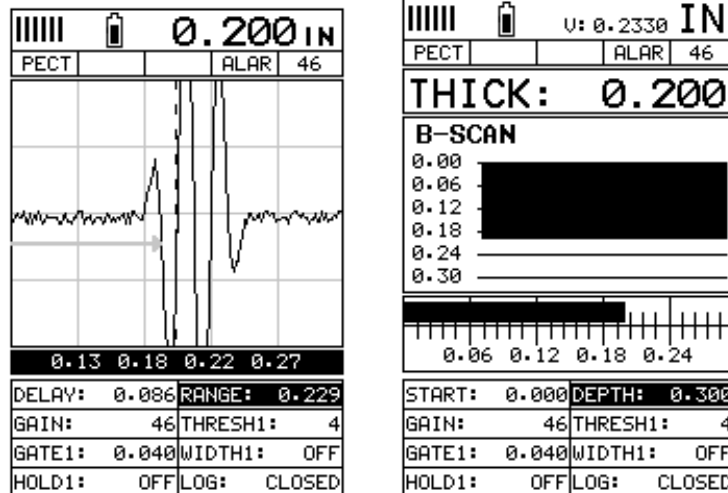 0.200 IN
PECT ALAR 46
0.13 0.18 0.22 0.27
DELAY: 0.086 RANGE: 0.229
GAIN: 46 THRESH1: 4
GATE1: 0.040 WIDTH1: OFF
HOLD1: OFF LOG: CLOSED
V: 0.2330 IN
PECT ALAR 46
THICK: 0.200
B-SCAN
0.00
0.06
0.12
0.18
0.24
0.30
0.06 0.12 0.18 0.24
START: 0.000 DEPTH: 0.300
GAIN: 46 THRESH1: 4
GATE1: 0.040 WIDTH1: OFF
HOLD1: OFF LOG: CLOSED